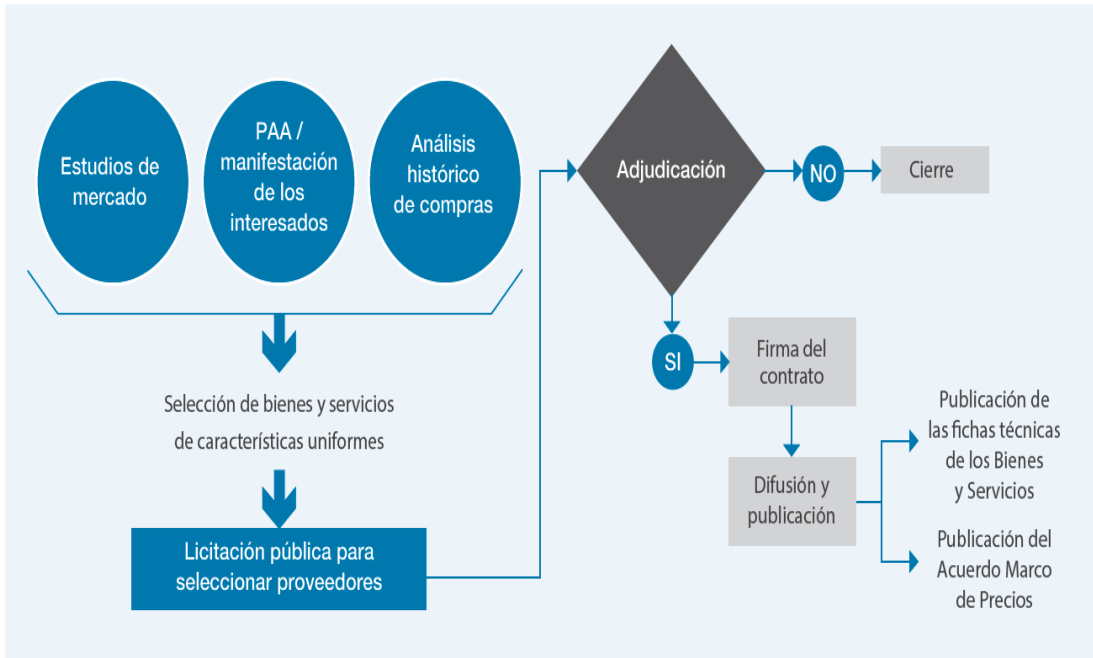 Estudios de
mercado
PAA /
manifestación
de los
interesados
Análisis
histórico
de compras
Selección de bienes y servicios
de características uniformes
Licitación pública para
seleccionar proveedores
Adjudicación
NO
Cierre
SI
Firma del
contrato
Difusión y
publicación
Publicación de
las fichas técnicas
de los Bienes
y Servicios
Publicación del
Acuerdo Marco
de Precios